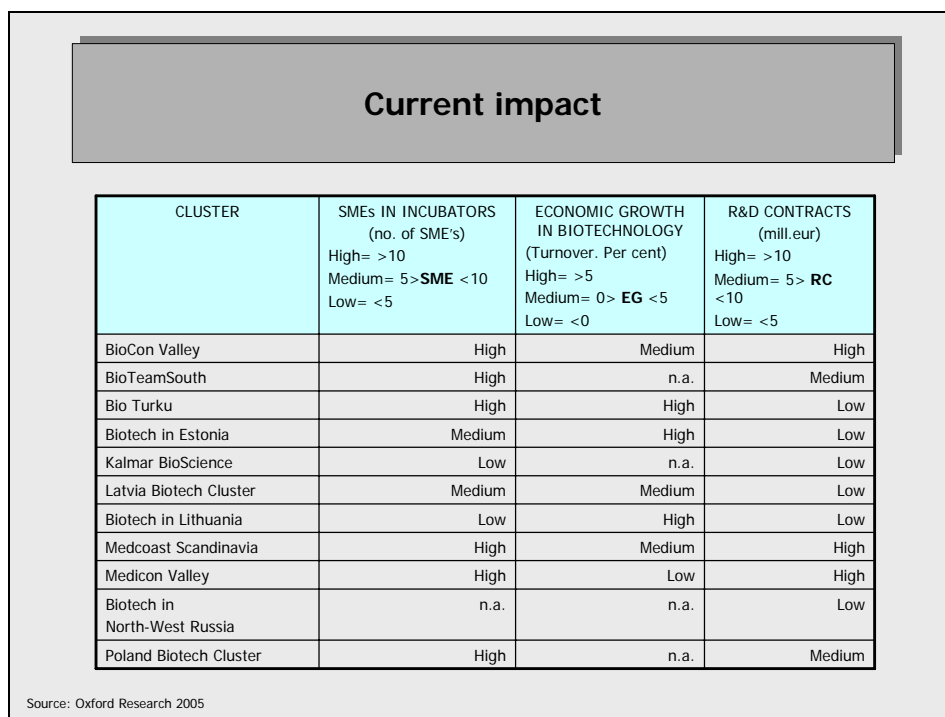 Current impact
CLUSTER
SMEs IN INCUBATORS
(no. of SME's)
High= >10
Medium= 5>SME <10
Low= <5
ECONOMIC GROWTH
IN BIOTECHNOLOGY
(Turnover. Per cent)
High= >5
Medium= 0> EG <5
Low= <0
R&D CONTRACTS
(mill.eur)
High= >10
Medium= 5> RC
<10
Low= <5
BioCon Valley High Medium High
BioTeamSouth High n.a. Medium
Bio Turku High High Low
Biotech in Estonia Medium High Low
Kalmar BioScience Low n.a. Low
Latvia Biotech Cluster Medium Medium Low
Biotech in Lithuania Low High Low
Medcoast Scandinavia High Medium High
Medicon Valley High Low High
Biotech in n.a. n.a. Low
North-West Russia
Poland Biotech Cluster High n.a. Medium
Source: Oxford Research 2005